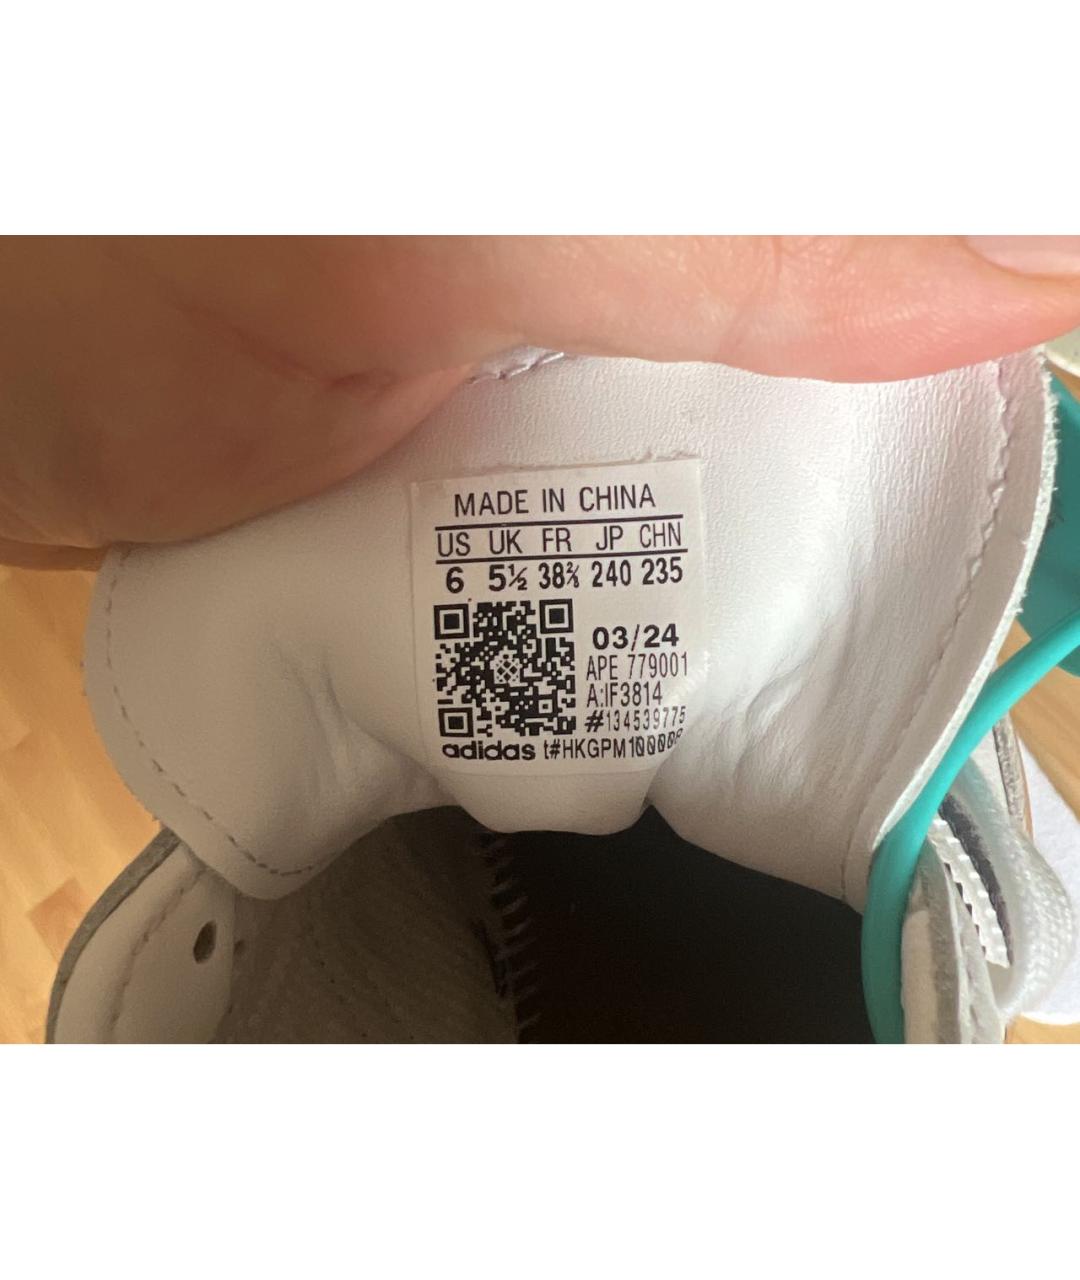 MADE IN CHINA
US UK FR JP CHN
6 5½ 38⅔ 240 235
03/24
APE 779001
A:IF3814
#134539775
adidas